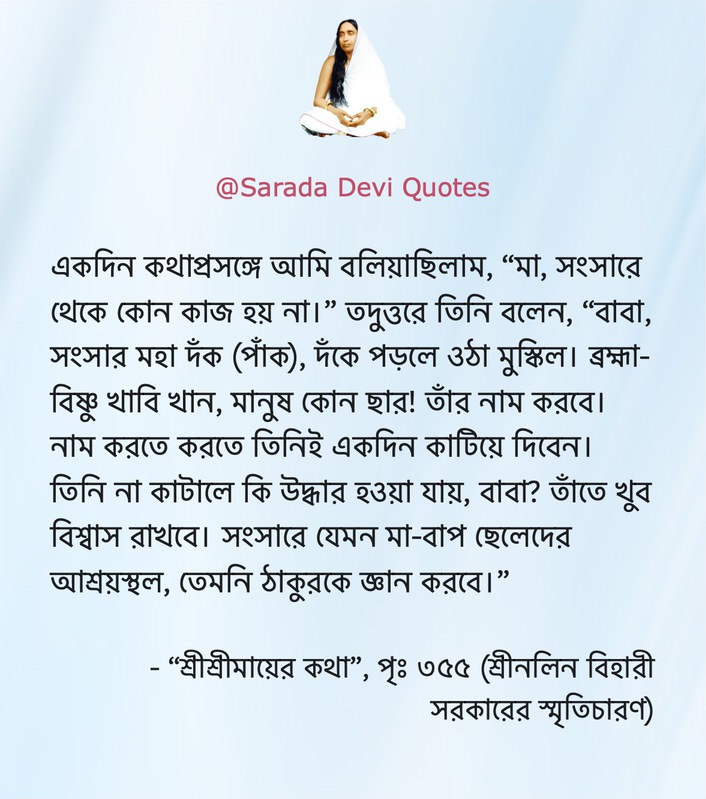 @Sarada Devi Quotes
একদিন কথাপ্রসঙ্গে আমি বলিয়াছিলাম, “মা, সংসারে
থেকে কোন কাজ হয় না।” তদুত্তরে তিনি বলেন, “বাবা,
সংসার মহা দঁক (পাঁক), দঁকে পড়লে ওঠা মুস্কিল। ব্রহ্মা-
বিষ্ণু খাবি খান, মানুষ কোন ছার! তাঁর নাম করবে।
নাম করতে করতে তিনিই একদিন কাটিয়ে দিবেন।
তিনি না কাটালে কি উদ্ধার হওয়া যায়, বাবা? তাঁতে খুব
বিশ্বাস রাখবে। সংসারে যেমন মা-বাপ ছেলেদের
আশ্রয়স্থল, তেমনি ঠাকুরকে জ্ঞান করবে।”
- “শ্রীশ্রীমায়ের কথা”, পৃঃ ৩৫৫ (শ্রীনলিন বিহারী
সরকারের স্মৃতিচারণ)